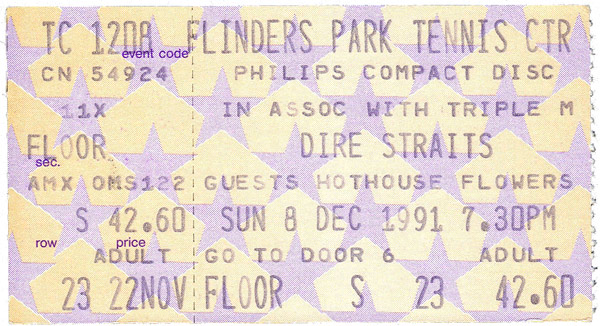 TC 1208 FLINDERS PARK TENNIS CTR
event code
CN 54924 PHILIPS COMPACT DISC
11X IN ASSOC WITH TRIPLE M
FLOOR DIRE STRAITS
sec.
AMX OMS122 GUESTS HOTHOUSE FLOWERS
S 42.60 SUN 8 DEC 1991 7.30PM
row price
ADULT GO TO DOOR 6 ADULT
23 22NOV FLOOR S 23 42.60